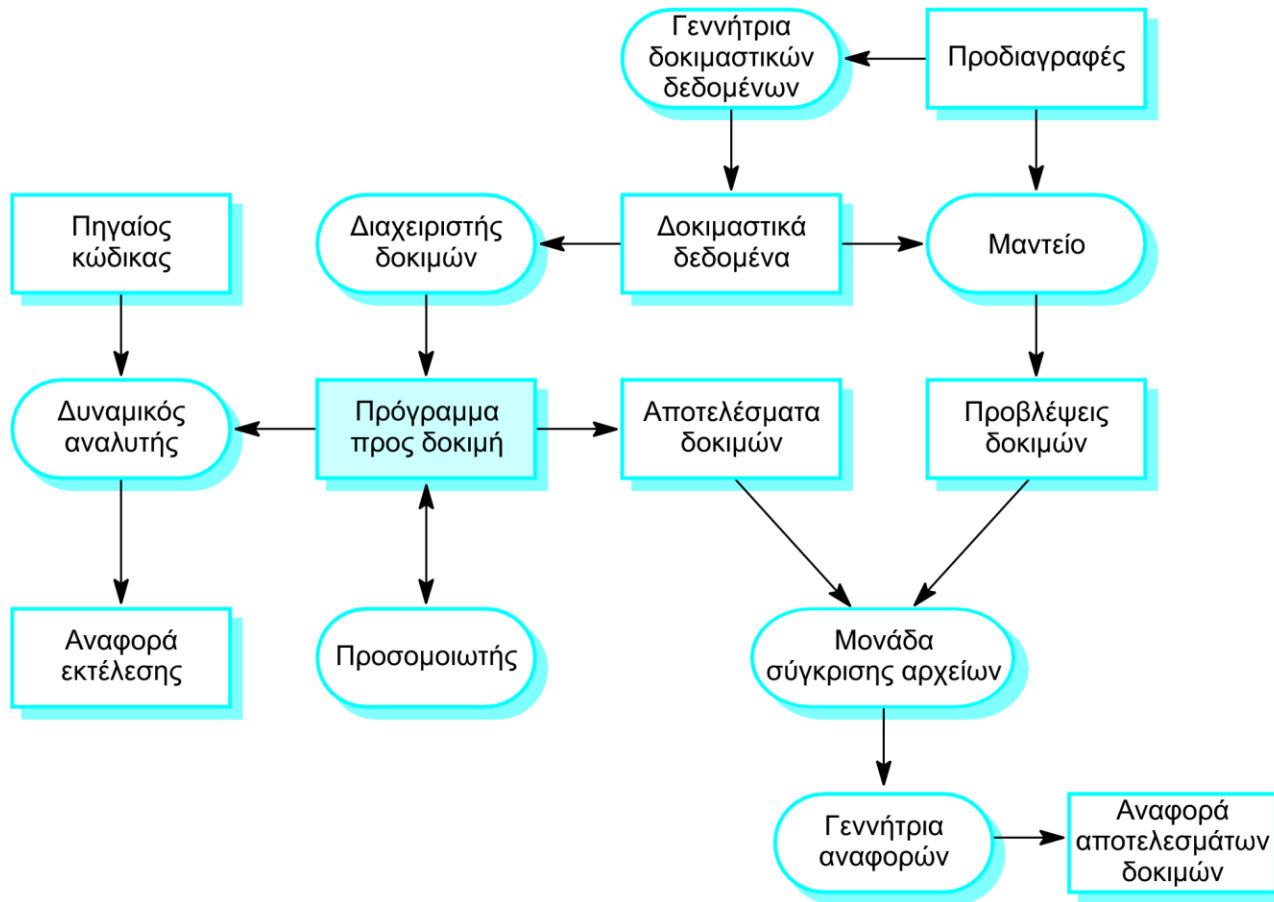 Γεννήτρια
δοκιμαστικών
δεδομένων
Προδιαγραφές
Πηγαίος
κώδικας
Διαχειριστής
δοκιμών
Δοκιμαστικά
δεδομένα
Μαντείο
Δυναμικός
αναλυτής
Πρόγραμμα
προς δοκιμή
Αποτελέσματα
δοκιμών
Προβλέψεις
δοκιμών
Αναφορά
εκτέλεσης
Προσομοιωτής
Μονάδα
σύγκρισης αρχείων
Γεννήτρια
αναφορών
Αναφορά
αποτελεσμάτων
δοκιμών